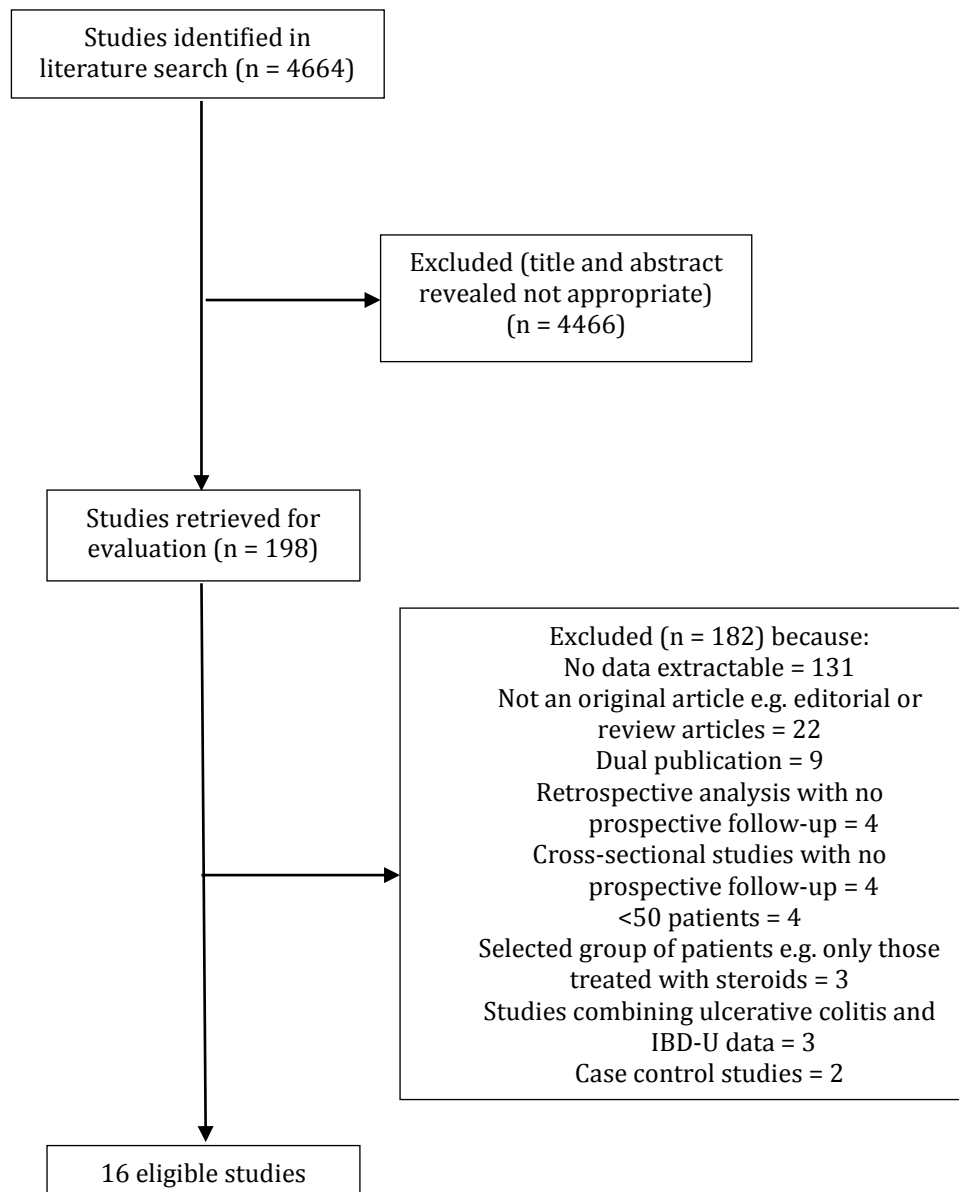 Studies identified in
literature search (n = 4664)
Excluded (title and abstract
revealed not appropriate)
(n = 4466)
Studies retrieved for
evaluation (n = 198)
Excluded (n = 182) because:
No data extractable = 131
Not an original article e.g. editorial or
review articles = 22
Dual publication = 9
Retrospective analysis with no
prospective follow-up = 4
Cross-sectional studies with no
prospective follow-up = 4
<50 patients = 4
Selected group of patients e.g. only those
treated with steroids = 3
Studies combining ulcerative colitis and
IBD-U data = 3
Case control studies = 2
16 eligible studies